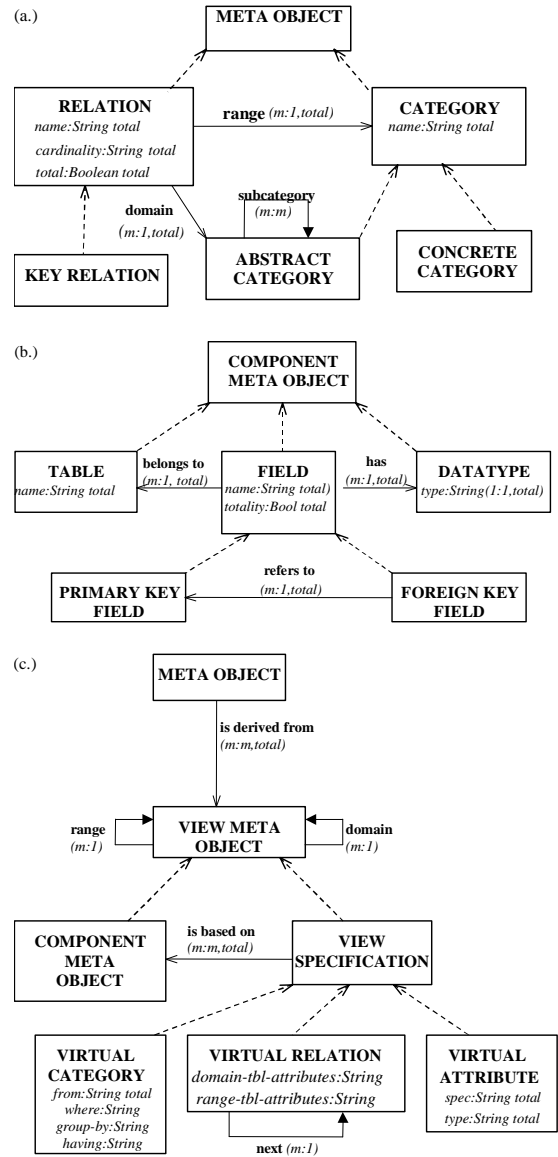 (a.)
META OBJECT
RELATION
name:String total
cardinality:String total
total:Boolean total
range (m:1,total)
CATEGORY
name:String total
domain
(m:1,total)
subcategory
(m:m)
KEY RELATION
ABSTRACT
CATEGORY
CONCRETE
CATEGORY
(b.)
COMPONENT
META OBJECT
TABLE
name:String total
belongs to
(m:1, total)
FIELD
name:String total)
totality:Bool total
has
(m:1,total)
DATATYPE
type:String(1:1,total)
PRIMARY KEY
FIELD
refers to
(m:1,total)
FOREIGN KEY
FIELD
(c.)
META OBJECT
is derived from
(m:m,total)
range
(m:1)
VIEW META
OBJECT
domain
(m:1)
COMPONENT
META
OBJECT
is based on
(m:m,total)
VIEW
SPECIFICATION
VIRTUAL
CATEGORY
from:String total
where:String
group-by:String
having:String
VIRTUAL RELATION
domain-tbl-attributes:String
range-tbl-attributes:String
next (m:1)
VIRTUAL
ATTRIBUTE
spec:String total
type:String total